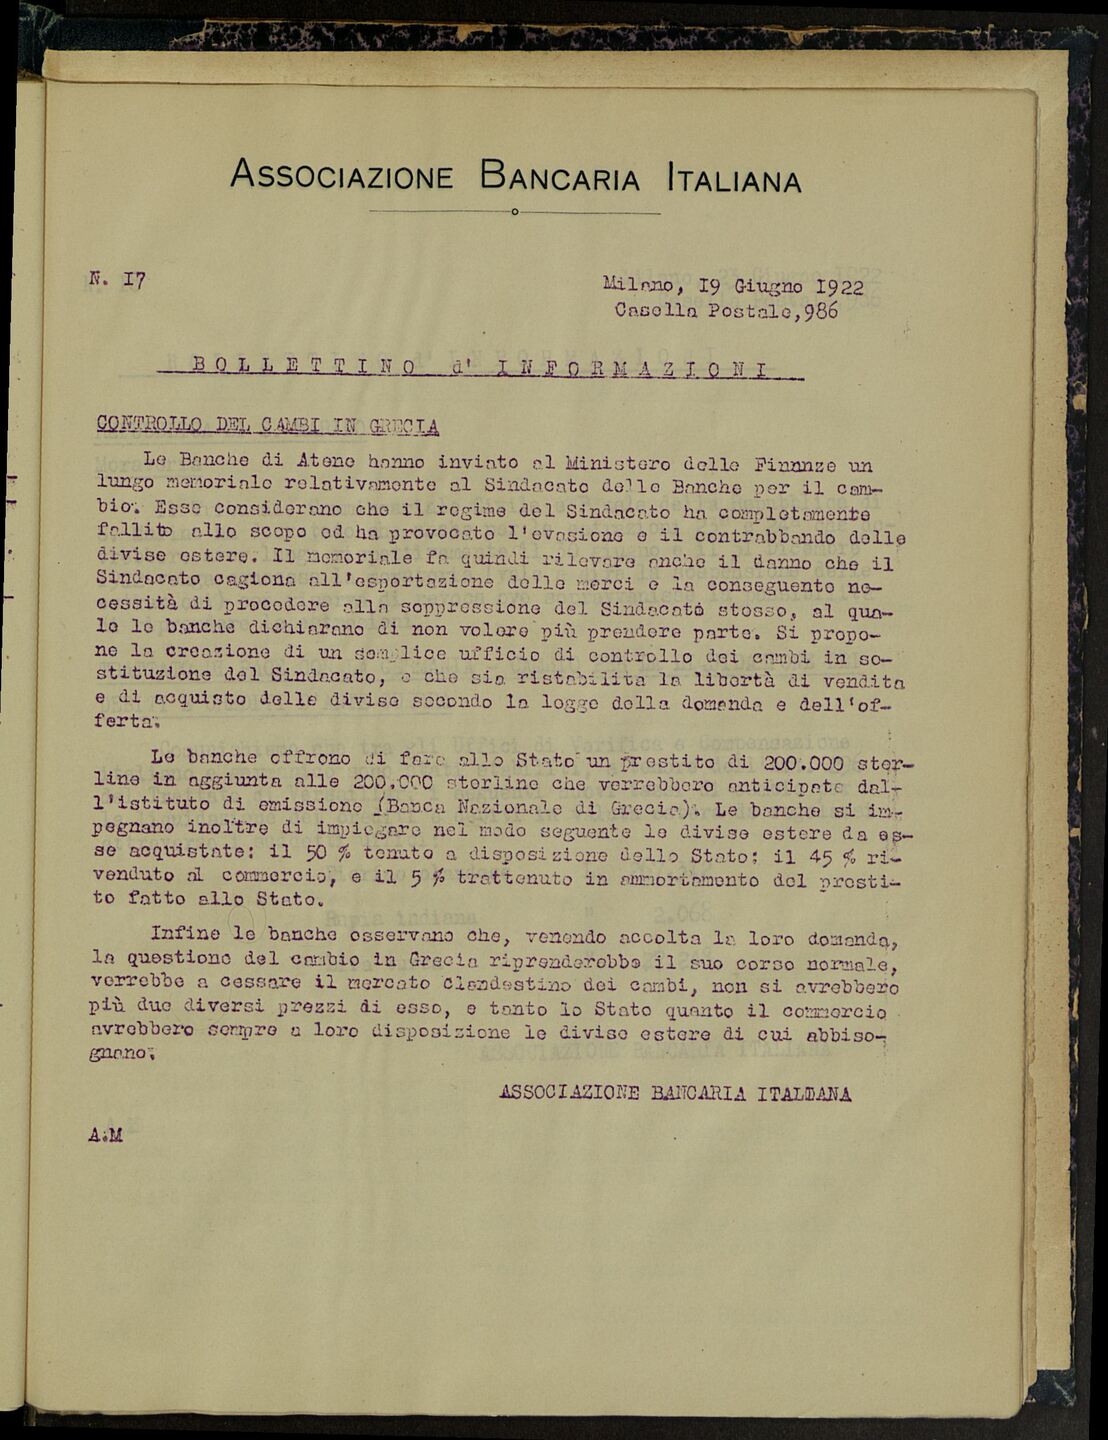 ASSOCIAZIONE BANCARIA ITALIANA
N. 17
Milano, 19 Giugno 1922
Casella Postale, 986
BOLLETTINO d' INFORMAZIONI
CONTROLLO DEL CAMBI IN GRECIA
Le Banche di Atene hanno inviato al Ministero delle Finanze un
lungo memoriale relativamente al Sindacato delle Banche per il cam-
bio. Esse considerano che il regime del Sindacato ha completamente
fallito allo scopo ed ha provocato l'evasione e il contrabbando delle
divise estere. Il memoriale fa quindi rilevare anche il danno che il
Sindacato cagiona all'esportazione delle merci e la conseguente ne-
cessità di procedere alla soppressione del Sindacato stesso, al qua-
le le banche dichiarano di non volere più prendere parte. Si propo-
ne la creazione di un semplice ufficio di controllo dei cambi in so-
stituzione del Sindacato, e che sia ristabilita la libertà di vendita
e di acquisto delle divise secondo la legge della domanda e dell'of-
ferta.
Le banche offrono di fare allo Stato un prestito di 200.000 ster-
line in aggiunta alle 200.000 sterline che verrebbero anticipate dal-
l'istituto di emissione (Banca Nazionale di Grecia). Le banche si im-
pegnano inoltre di impiegare nel modo seguente le divise estere da es-
se acquistate: il 50 % tenuto a disposizione dello Stato; il 45 % ri-
venduto al commercio, e il 5 % trattenuto in ammortamento del presti-
to fatto allo Stato.
Infine le banche osservano che, venendo accolta la loro domanda,
la questione del cambio in Grecia riprenderebbe il suo corso normale,
verrebbe a cessare il mercato clandestino dei cambi, non si avrebbero
più due diversi prezzi di esso, e tanto lo Stato quanto il commercio
avrebbero sempre a loro disposizione le divise estere di cui abbiso-
gnano.
ASSOCIAZIONE BANCARIA ITALIANA
A.M